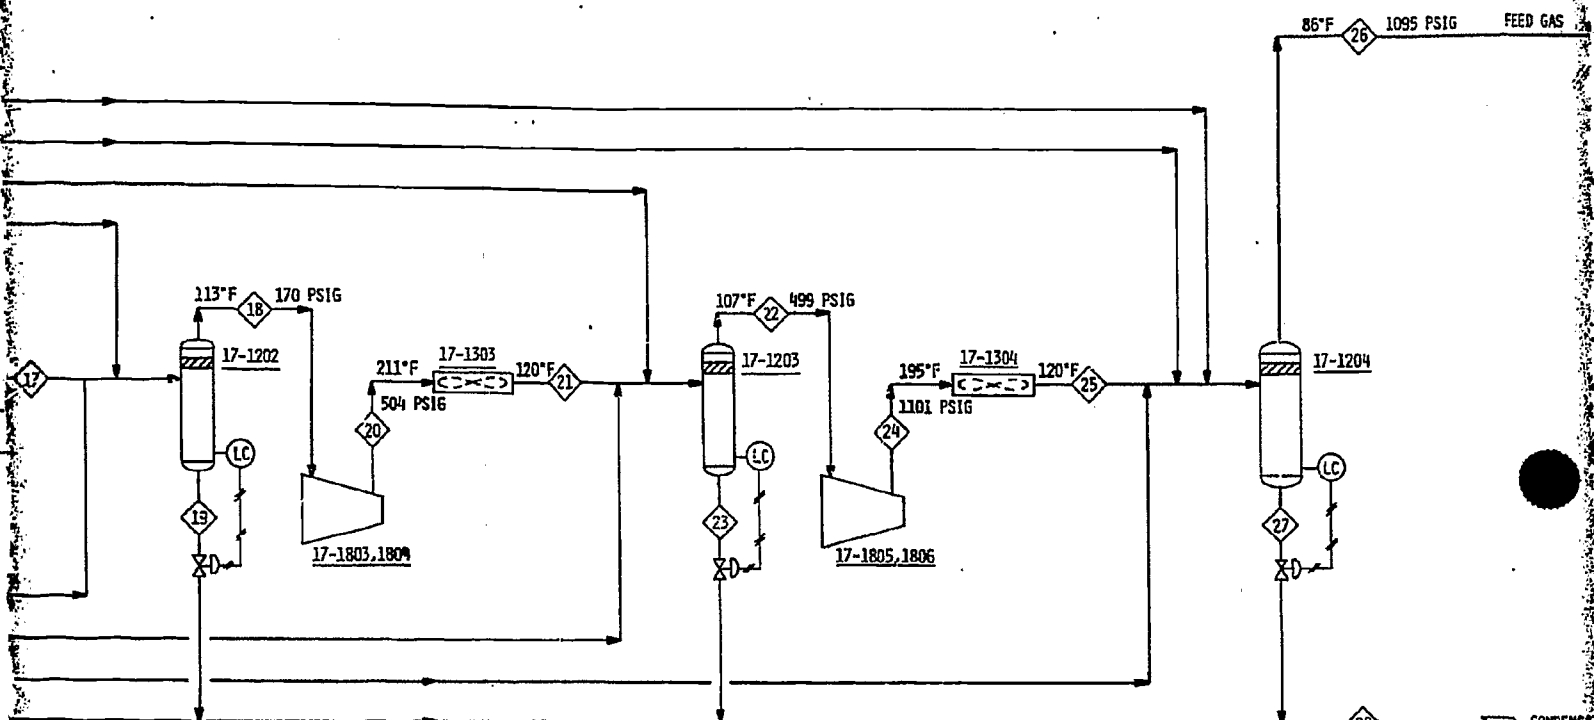 86°F 26 1095 PSIG FEED GAS
113°F 18 170 PSIG
17-1202
17
211°F
17-1303
120°F 21
504 PSIG
20
LC
19
17-1803,1804
107°F 22 499 PSIG
17-1203
195°F
17-1304
120°F 25
1101 PSIG
24
LC
23
17-1805,1806
17-1204
LC
27